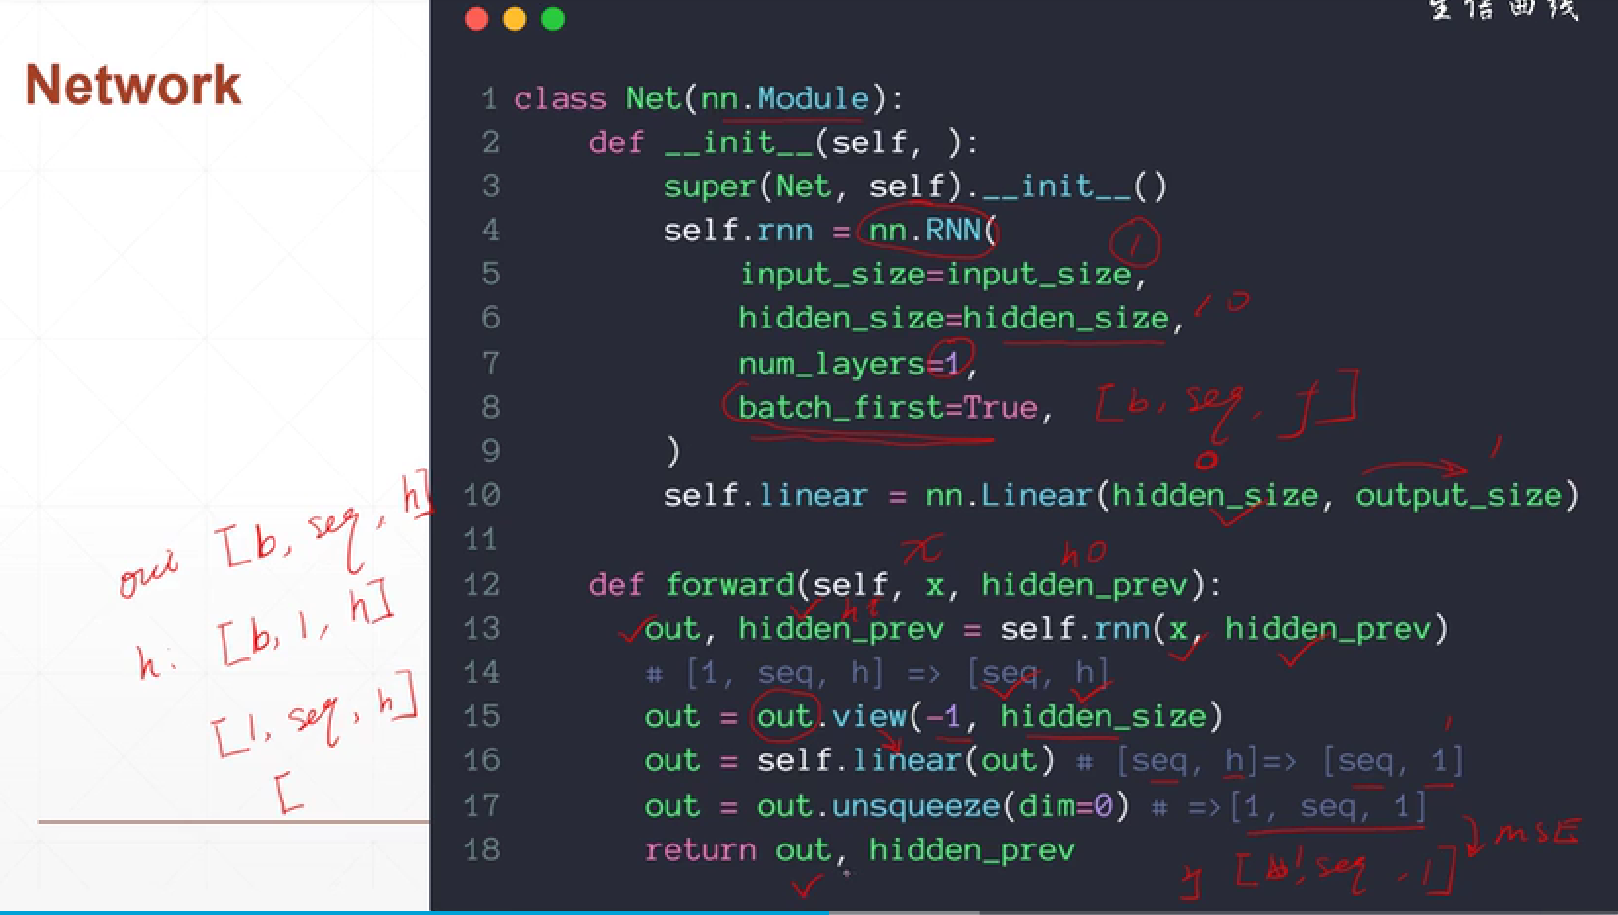 生信曲线
Network
1 class Net(nn.Module):
2 def __init__(self, ):
3 super(Net, self).__init__()
4 self.rnn = nn.RNN(
1
5 input_size=input_size,
6 hidden_size=hidden_size, 10
7 num_layers=1,
8 batch_first=True, [b, seq, f]
9 )
0 1
10 self.linear = nn.Linear(hidden_size, output_size)
11
x h0
12 def forward(self, x, hidden_prev):
13 out, hidden_prev = self.rnn(x, hidden_prev)
14 # [1, seq, h] => [seq, h]
15 out = out.view(-1, hidden_size)
16 out = self.linear(out) # [seq, h]=> [seq, 1]
17 out = out.unsqueeze(dim=0) # =>[1, seq, 1]
18 return out, hidden_prev
MSE
y [1, seq, 1]
out [b, seq, h]
h: [b, 1, h]
[1, seq, h]
[